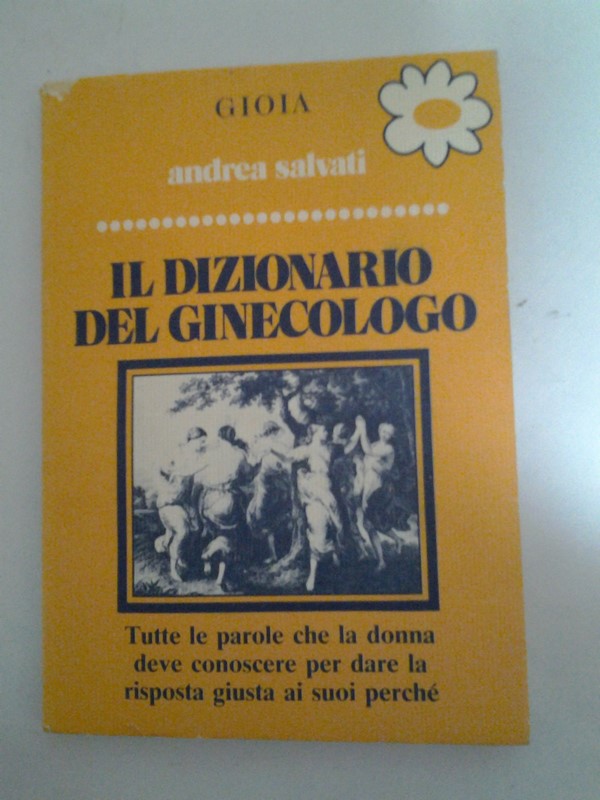 GIOIA
andrea salvati
IL DIZIONARIO
DEL GINECOLOGO
Tutte le parole che la donna
deve conoscere per dare la
risposta giusta ai suoi perché